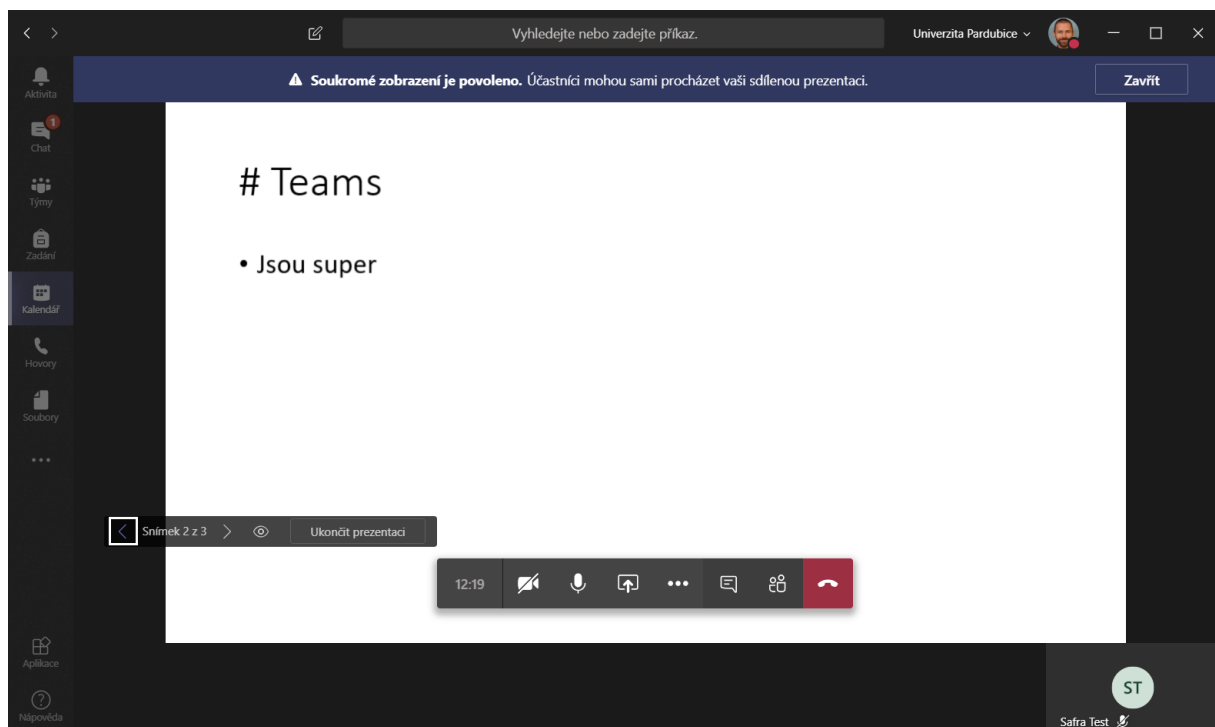 Vyhledejte nebo zadejte příkaz.
Univerzita Pardubice
Soukromé zobrazení je povoleno. Účastníci mohou sami procházet vaši sdílenou prezentaci.
Zavřít
Aktivita
1
Chat
Týmy
Zadání
Kalendář
Hovory
Soubory
# Teams
• Jsou super
Snímek 2 z 3
Ukončit prezentaci
12:19
Aplikace
Nápověda
ST
Safra Test